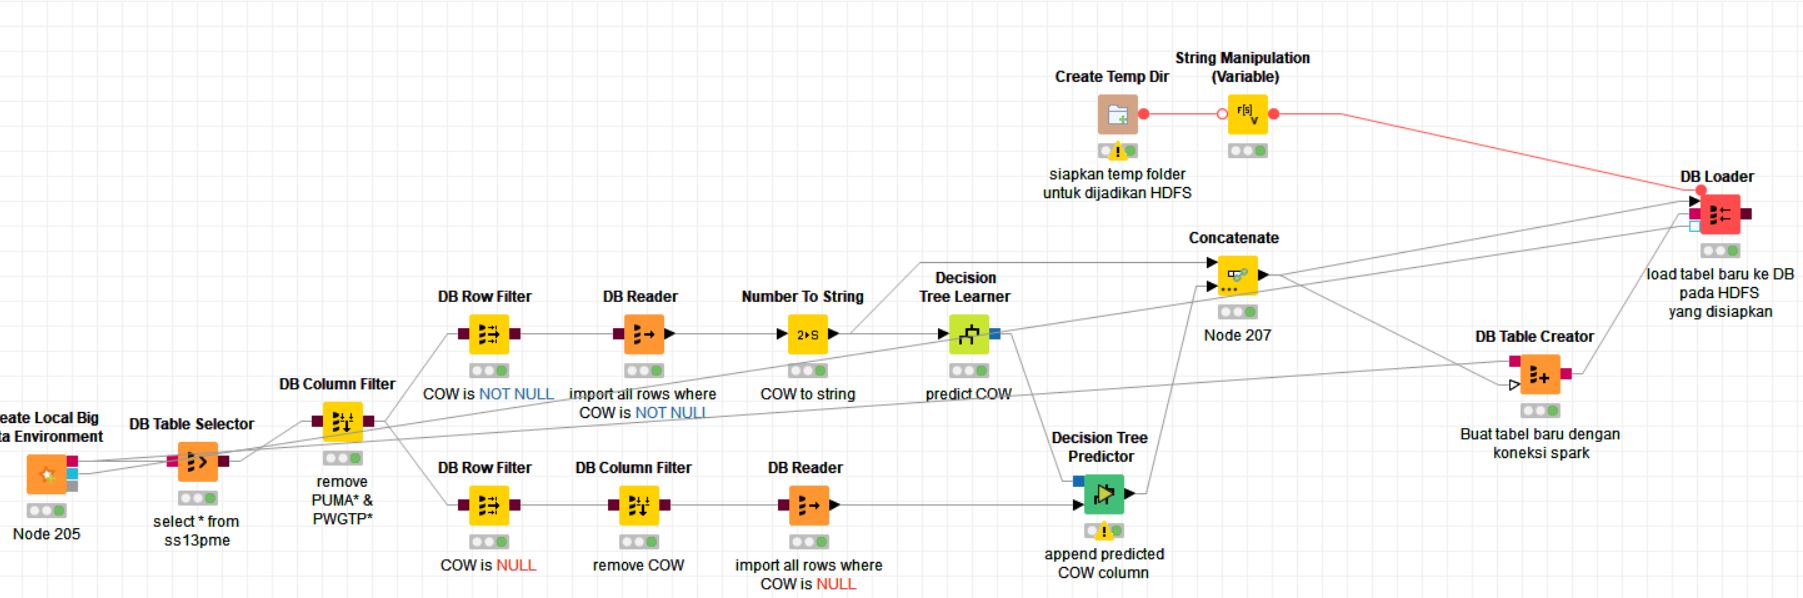 String Manipulation
(Variable)
Create Temp Dir
siapkan temp folder
untuk dijadikan HDFS
DB Loader
load tabel baru ke DB
pada HDFS
yang disiapkan
Concatenate
Node 207
DB Row Filter
COW is NOT NULL
DB Reader
import all rows where
COW is NOT NULL
Number To String
2▸S
COW to string
Decision
Tree Learner
predict COW
DB Table Creator
Buat tabel baru dengan
koneksi spark
eate Local Big
ta Environment
Node 205
DB Table Selector
select * from
ss13pme
DB Column Filter
remove
PUMA* &
PWGTP*
DB Row Filter
COW is NULL
DB Column Filter
remove COW
DB Reader
import all rows where
COW is NULL
Decision Tree
Predictor
append predicted
COW column